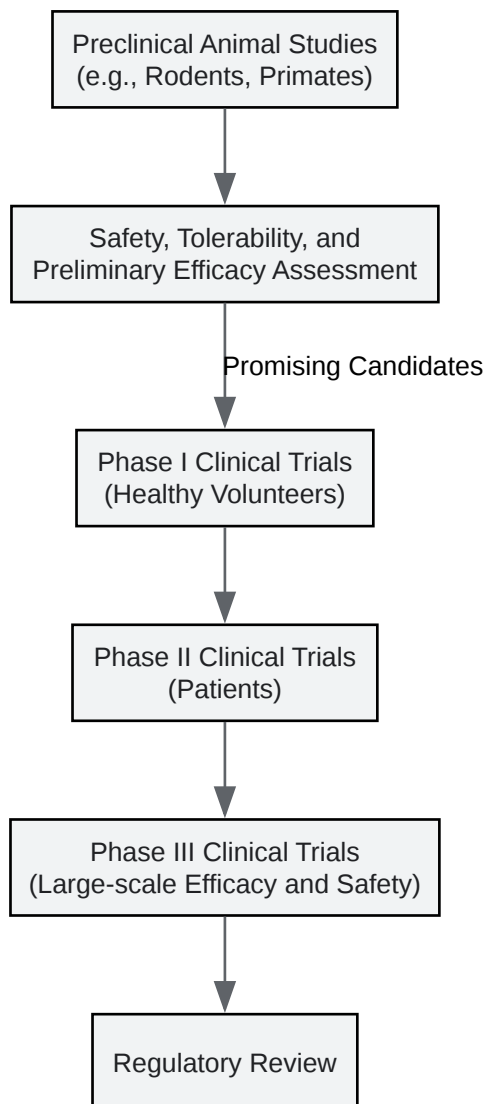 Preclinical Animal Studies
(e.g., Rodents, Primates)
Safety, Tolerability, and
Preliminary Efficacy Assessment
Promising Candidates
Phase I Clinical Trials
(Healthy Volunteers)
Phase II Clinical Trials
(Patients)
Phase III Clinical Trials
(Large-scale Efficacy and Safety)
Regulatory Review